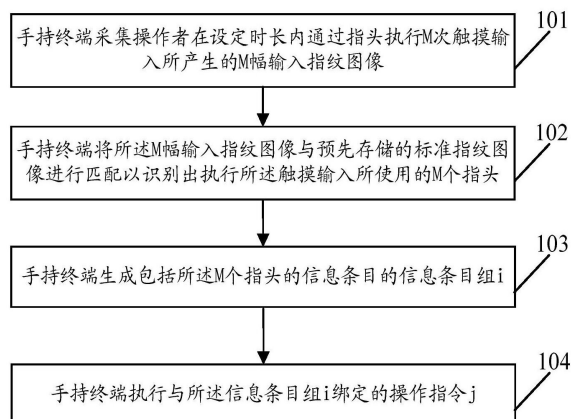 101
手持终端采集操作者在设定时长内通过指头执行M次触摸输
入所产生的M幅输入指纹图像
102
手持终端将所述M幅输入指纹图像与预先存储的标准指纹图
像进行匹配以识别出执行所述触摸输入所使用的M个指头
103
手持终端生成包括所述M个指头的信息条目的信息条目组i
104
手持终端执行与所述信息条目组i绑定的操作指令j